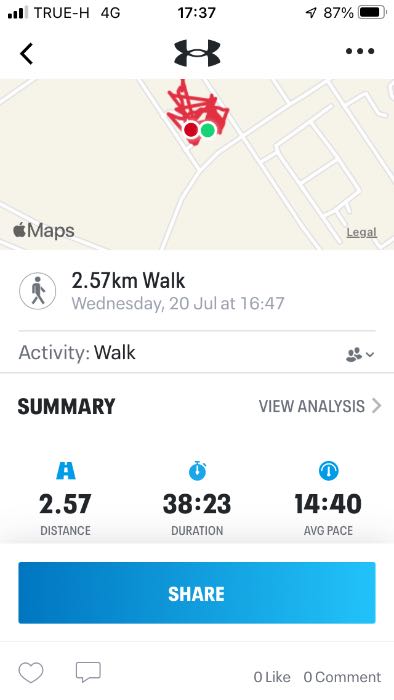 TRUE-H 4G 17:37 87%
Maps
Legal
2.57km Walk
Wednesday, 20 Jul at 16:47
Activity: Walk
SUMMARY VIEW ANALYSIS
2.57 38:23 14:40
DISTANCE DURATION AVG PACE
SHARE
0 Like 0 Comment